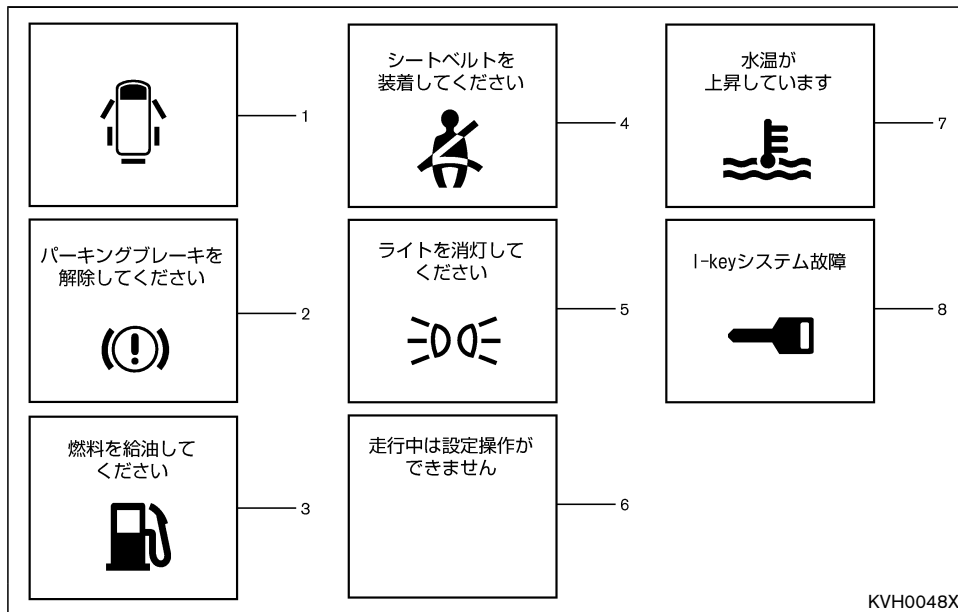 1
パーキングブレーキを
解除してください
2
燃料を給油して
ください
3
シートベルトを
装着してください
4
ライトを消灯して
ください
5
走行中は設定操作が
できません
6
水温が
上昇しています
7
I-keyシステム故障
8
KVH0048X